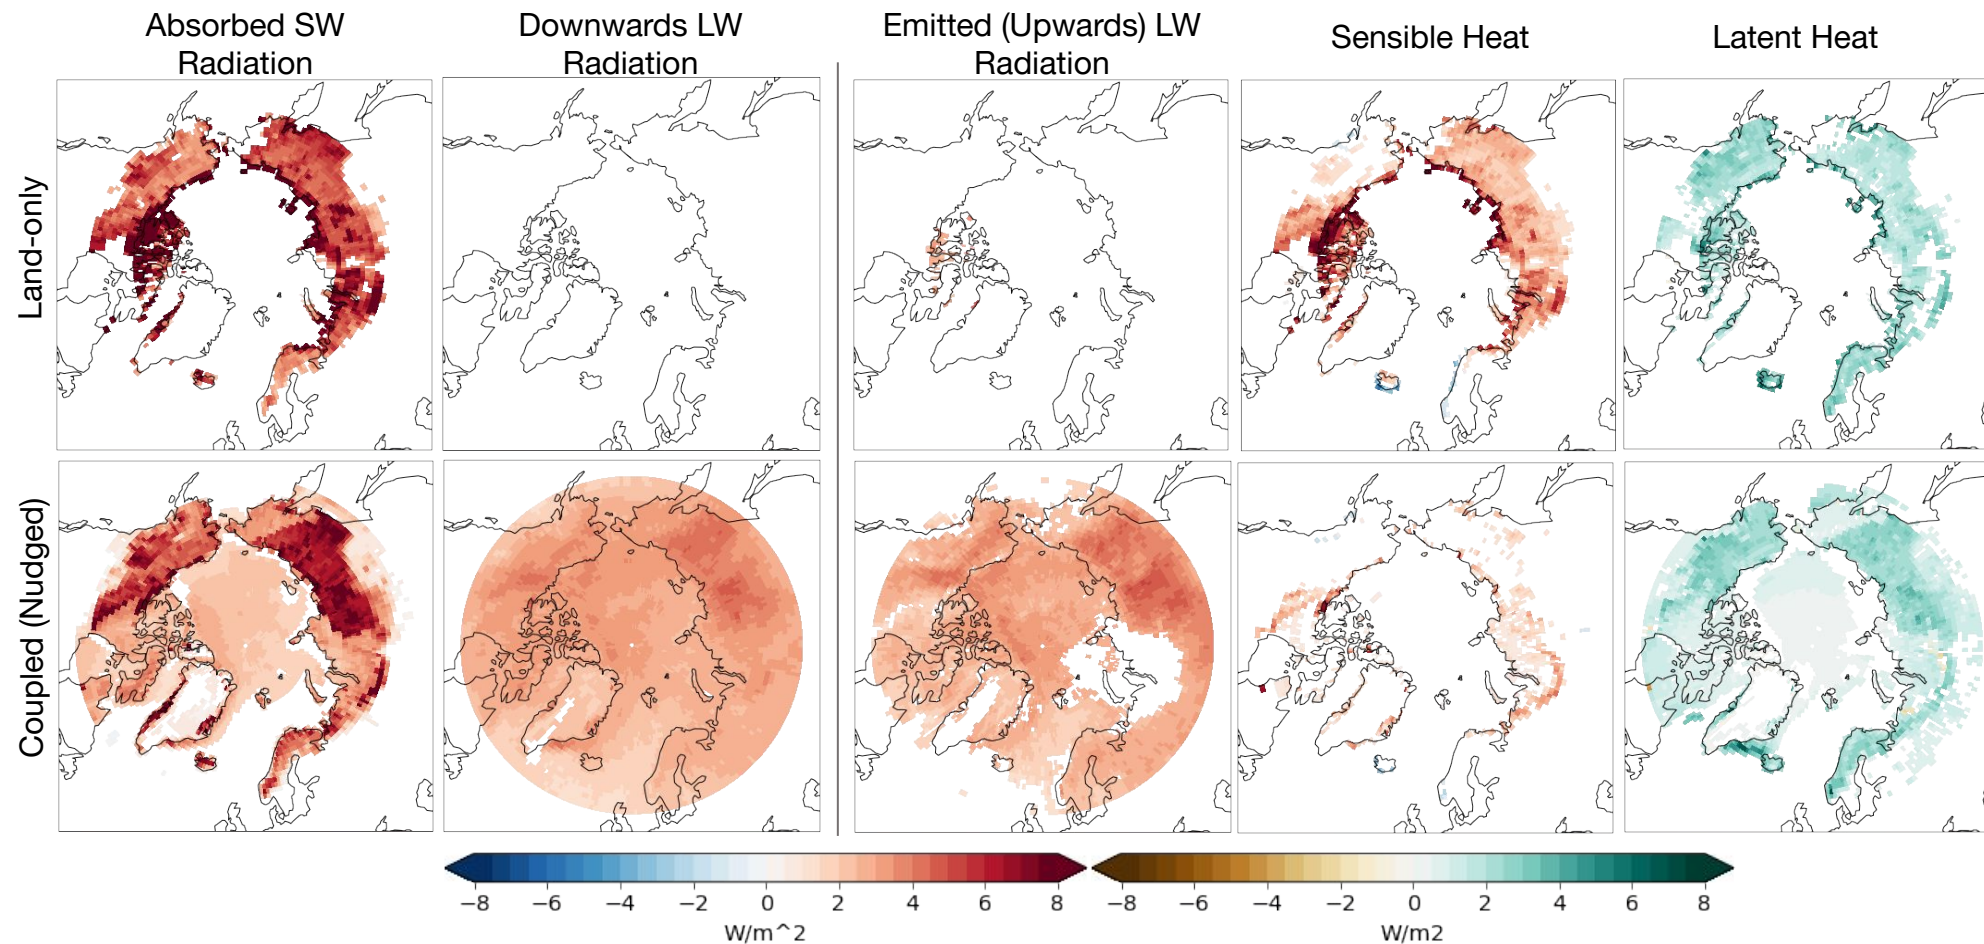 Absorbed SW
Radiation
Downwards LW
Radiation
Emitted (Upwards) LW
Radiation
Sensible Heat
Latent Heat
Land-only
Coupled (Nudged)
−8 −6 −4 −2 0 2 4 6 8
W/m^2
−8 −6 −4 −2 0 2 4 6 8
W/m2